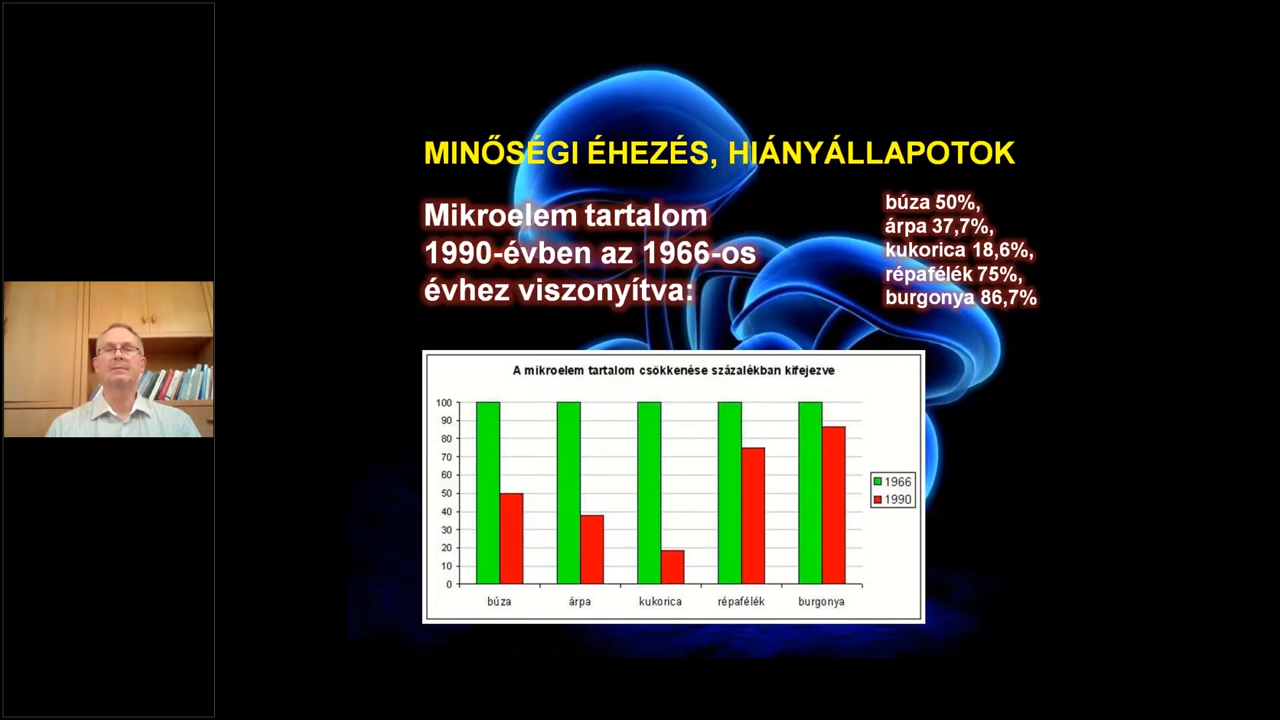 MINŐSÉGI ÉHEZÉS, HIÁNYÁLLAPOTOK
Mikroelem tartalom
1990-évben az 1966-os
évhez viszonyítva:
búza 50%,
árpa 37,7%,
kukorica 18,6%,
répafélék 75%,
burgonya 86,7%
A mikroelem tartalom csökkenése százalékban kifejezve
100
90
80
70
60
50
40
30
20
10
0
búza árpa kukorica répafélék burgonya
1966
1990